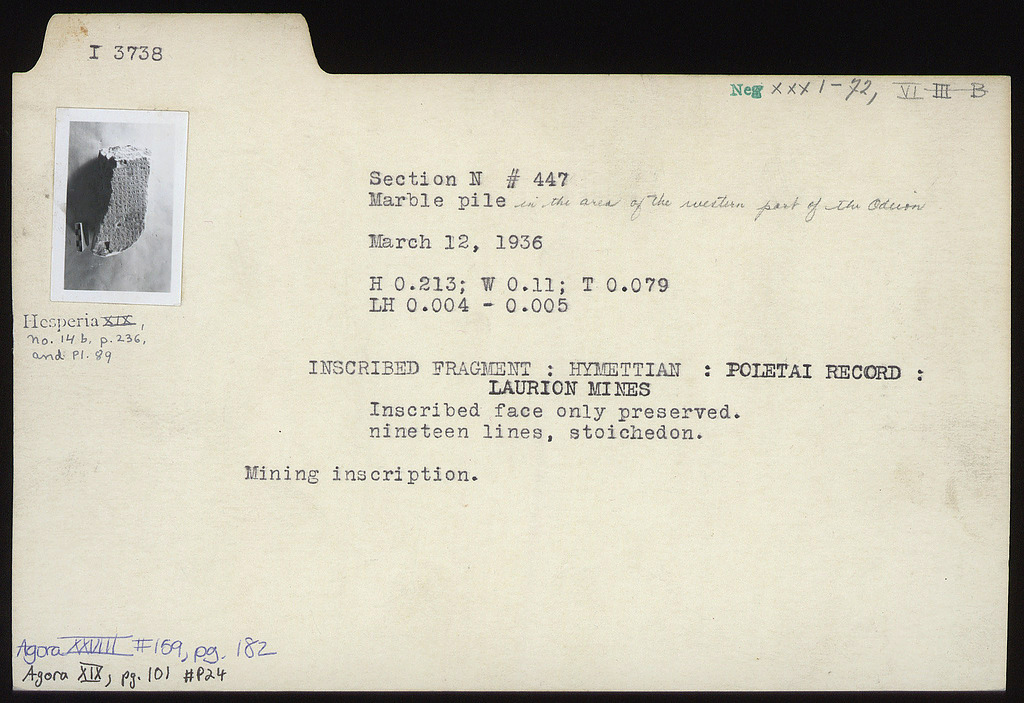 I 3738
Neg XXXI-72, VI III B
Section N # 447
Marble pile in the area of the western part of the Odeion
March 12, 1936
H 0.213; W 0.11; T 0.079
LH 0.004 - 0.005
Hesperia XIX,
no. 14 b, p. 236,
and Pl. 89
INSCRIBED FRAGMENT : HYMETTIAN : POLETAI RECORD :
LAURION MINES
Inscribed face only preserved.
nineteen lines, stoichedon.
Mining inscription.
Agora XXVIII #159, pg. 182
Agora XIX, pg. 101 #P24